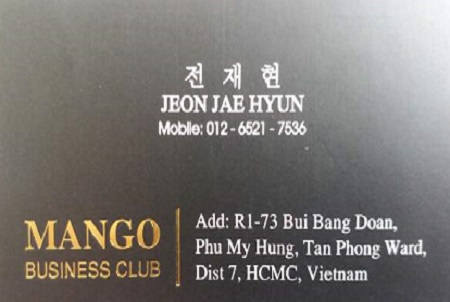 전 재 현
JEON JAE HYUN
Mobile: 012 - 6521 - 7536
MANGO
BUSINESS CLUB
Add: R1-73 Bui Bang Doan,
Phu My Hung, Tan Phong Ward,
Dist 7, HCMC, Vietnam